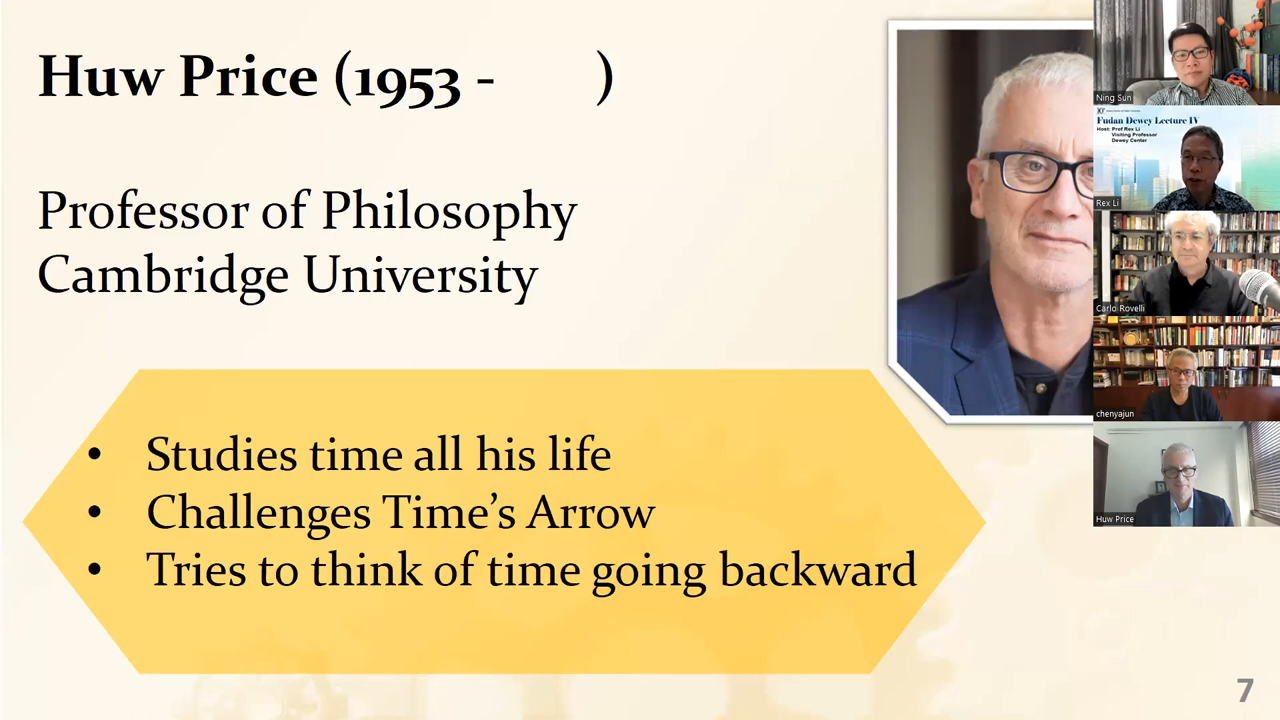 Huw Price (1953 - )
Professor of Philosophy
Cambridge University
• Studies time all his life
• Challenges Time's Arrow
• Tries to think of time going backward
7
Ning Sun
Fudan Dewey Lecture IV
Host: Prof Rex Li
Visiting Professor
Dewey Center
Rex Li
Carlo Rovelli
chenyajun
Huw Price